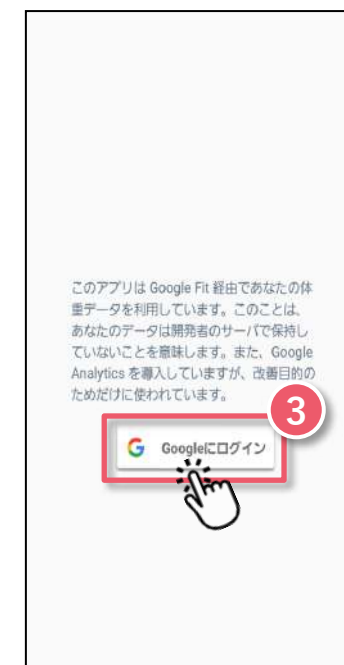 このアプリは Google Fit 経由であなたの体
重データを利用しています。このことは、
あなたのデータは開発者のサーバで保持し
ていないことを意味します。また、Google
Analytics を導入していますが、改善目的の
ためだけに使われています。
3
G Googleにログイン